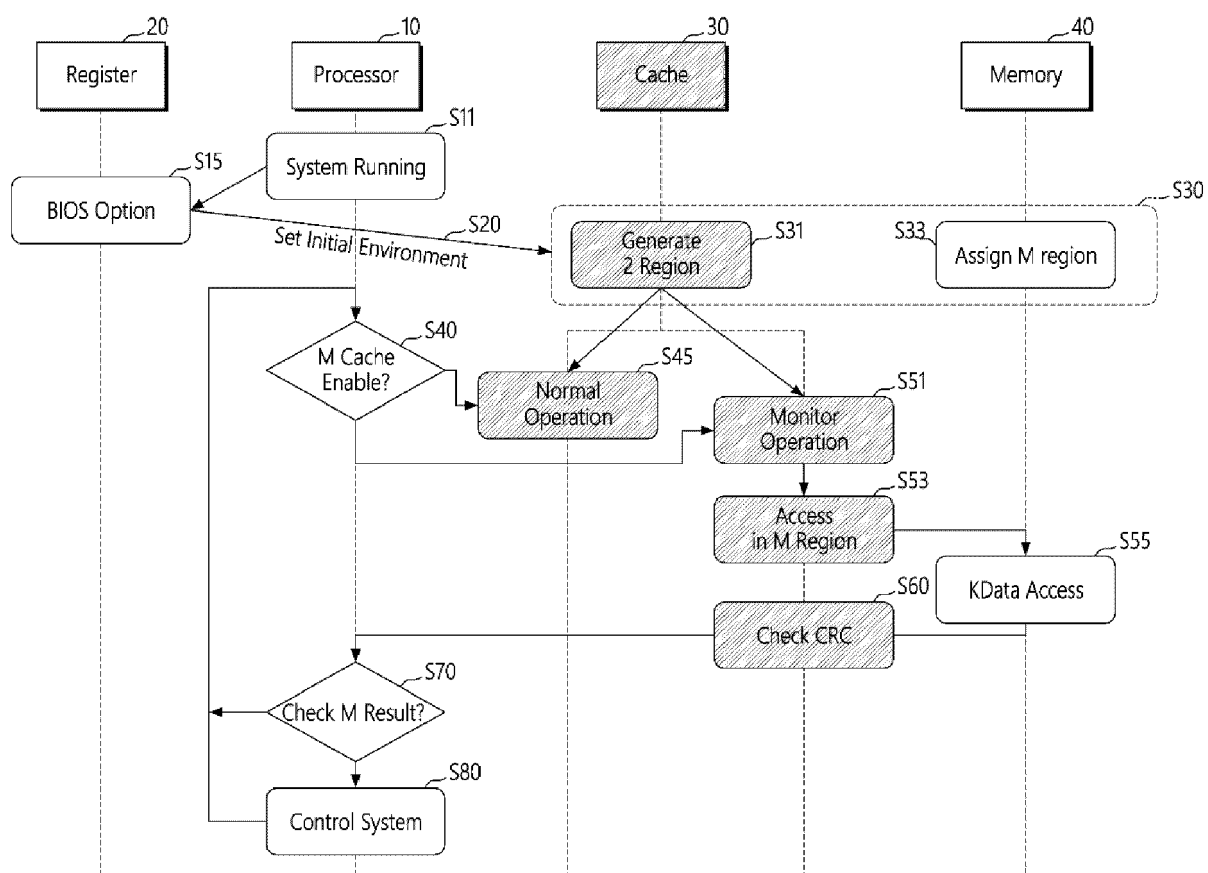 20
10
30
40
Register
Processor
Cache
Memory
S11
System Running
S15
BIOS Option
S20
Set Initial Environment
S30
S31
Generate
2 Region
S33
Assign M region
S40
M Cache
Enable?
S45
Normal
Operation
S51
Monitor
Operation
S53
Access
in M Region
S55
KData Access
S60
Check CRC
S70
Check M Result?
S80
Control System